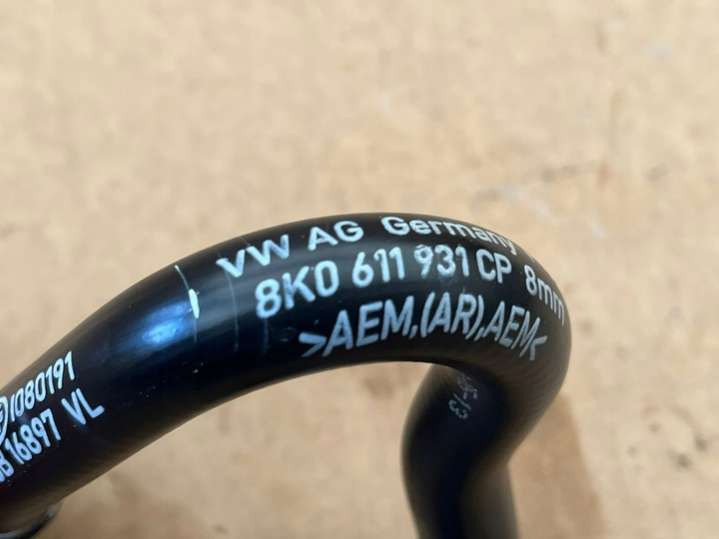 VW AG Germany
8K0 611 931 CP 8mm
>AEM,(AR),AEM<
1080191
16897 VL